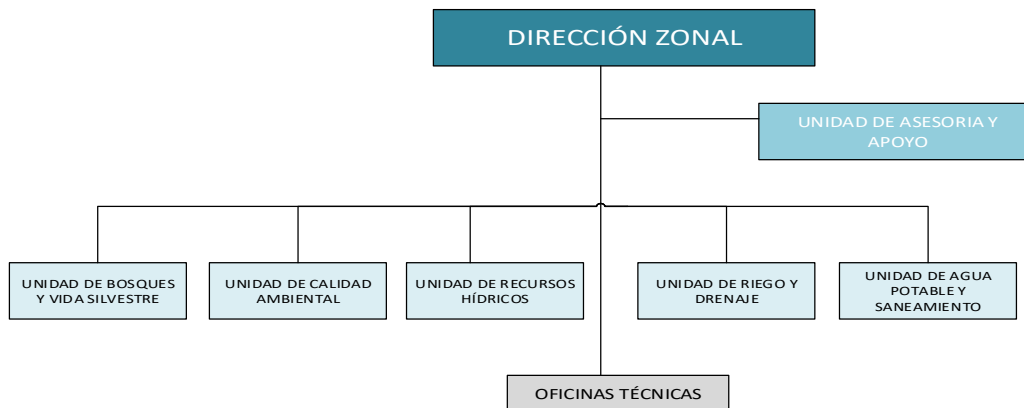 DIRECCIÓN ZONAL
UNIDAD DE ASESORIA Y
APOYO
UNIDAD DE BOSQUES
Y VIDA SILVESTRE
UNIDAD DE CALIDAD
AMBIENTAL
UNIDAD DE RECURSOS
HÍDRICOS
UNIDAD DE RIEGO Y
DRENAJE
UNIDAD DE AGUA
POTABLE Y
SANEAMIENTO
OFICINAS TÉCNICAS